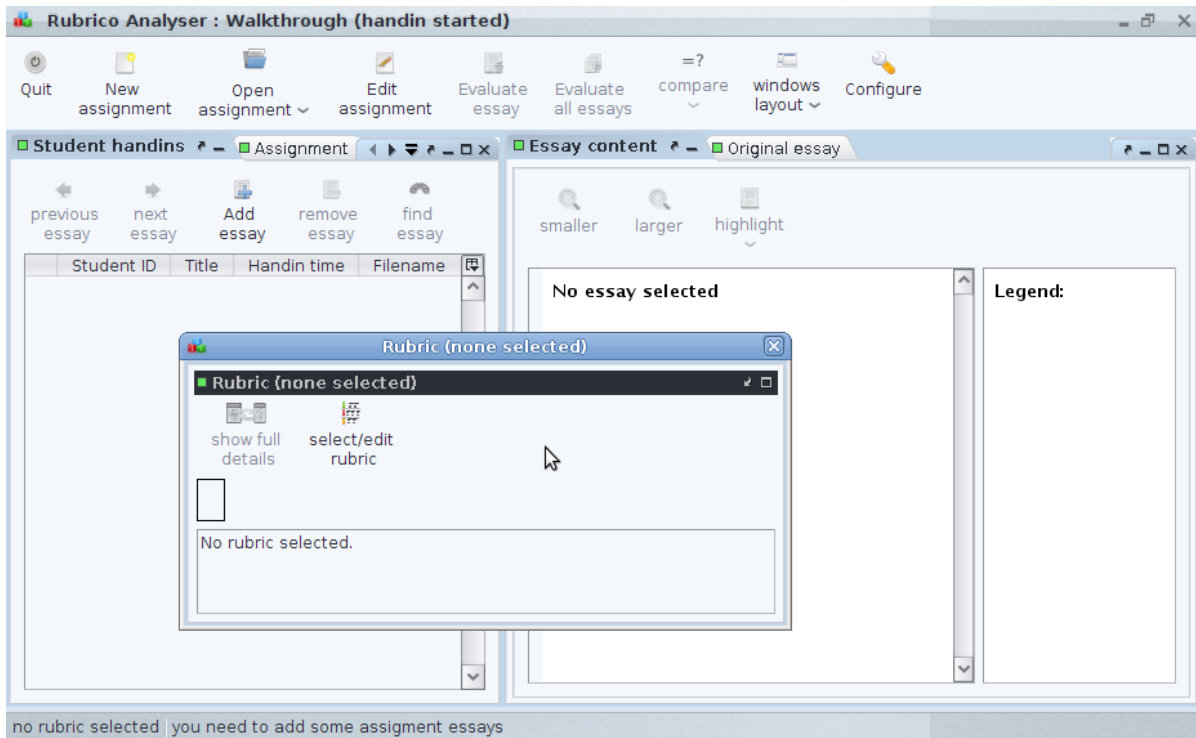 Rubrico Analyser : Walkthrough (handin started)
Quit
New assignment
Open assignment
Edit assignment
Evaluate essay
Evaluate all essays
=?
compare
windows layout
Configure
Student handins
Assignment
Essay content
Original essay
previous essay
next essay
Add essay
remove essay
find essay
smaller
larger
highlight
Student ID Title Handin time Filename
No essay selected
Legend:
Rubric (none selected)
Rubric (none selected)
show full details
select/edit rubric
No rubric selected.
no rubric selected you need to add some assigment essays